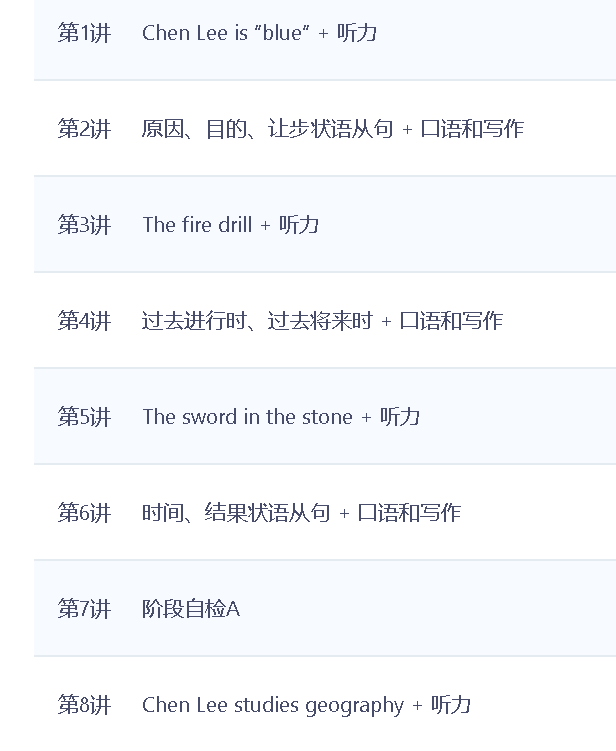 第1讲 Chen Lee is “blue” + 听力
第2讲 原因、目的、让步状语从句 + 口语和写作
第3讲 The fire drill + 听力
第4讲 过去进行时、过去将来时 + 口语和写作
第5讲 The sword in the stone + 听力
第6讲 时间、结果状语从句 + 口语和写作
第7讲 阶段自检A
第8讲 Chen Lee studies geography + 听力